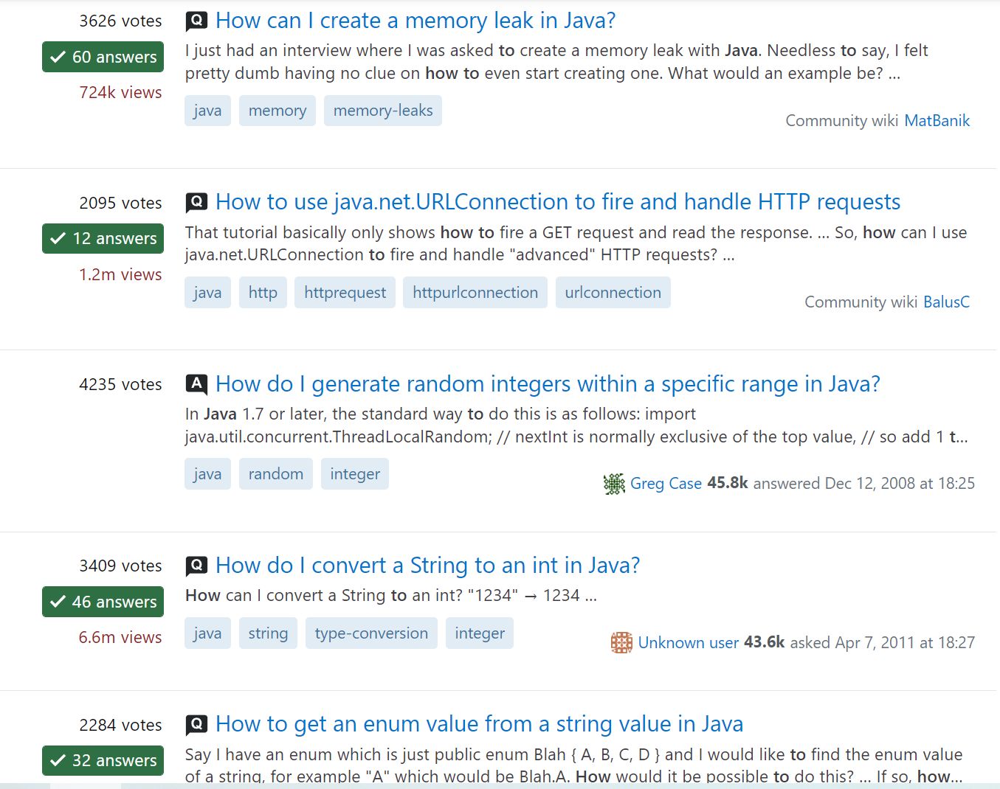 3626 votes
Q How can I create a memory leak in Java?
✓ 60 answers
724k views
I just had an interview where I was asked to create a memory leak with Java. Needless to say, I felt
pretty dumb having no clue on how to even start creating one. What would an example be? ...
java memory memory-leaks
Community wiki MatBanik
2095 votes
Q How to use java.net.URLConnection to fire and handle HTTP requests
✓ 12 answers
1.2m views
That tutorial basically only shows how to fire a GET request and read the response. ... So, how can I use
java.net.URLConnection to fire and handle "advanced" HTTP requests? ...
java http httprequest httpurlconnection urlconnection
Community wiki BalusC
4235 votes
A How do I generate random integers within a specific range in Java?
In Java 1.7 or later, the standard way to do this is as follows: import
java.util.concurrent.ThreadLocalRandom; // nextInt is normally exclusive of the top value, // so add 1 t...
java random integer
Greg Case 45.8k answered Dec 12, 2008 at 18:25
3409 votes
Q How do I convert a String to an int in Java?
✓ 46 answers
6.6m views
How can I convert a String to an int? "1234" → 1234 ...
java string type-conversion integer
Unknown user 43.6k asked Apr 7, 2011 at 18:27
2284 votes
Q How to get an enum value from a string value in Java
✓ 32 answers
Say I have an enum which is just public enum Blah { A, B, C, D } and I would like to find the enum value
of a string, for example "A" which would be Blah.A. How would it be possible to do this? ... If so, how...